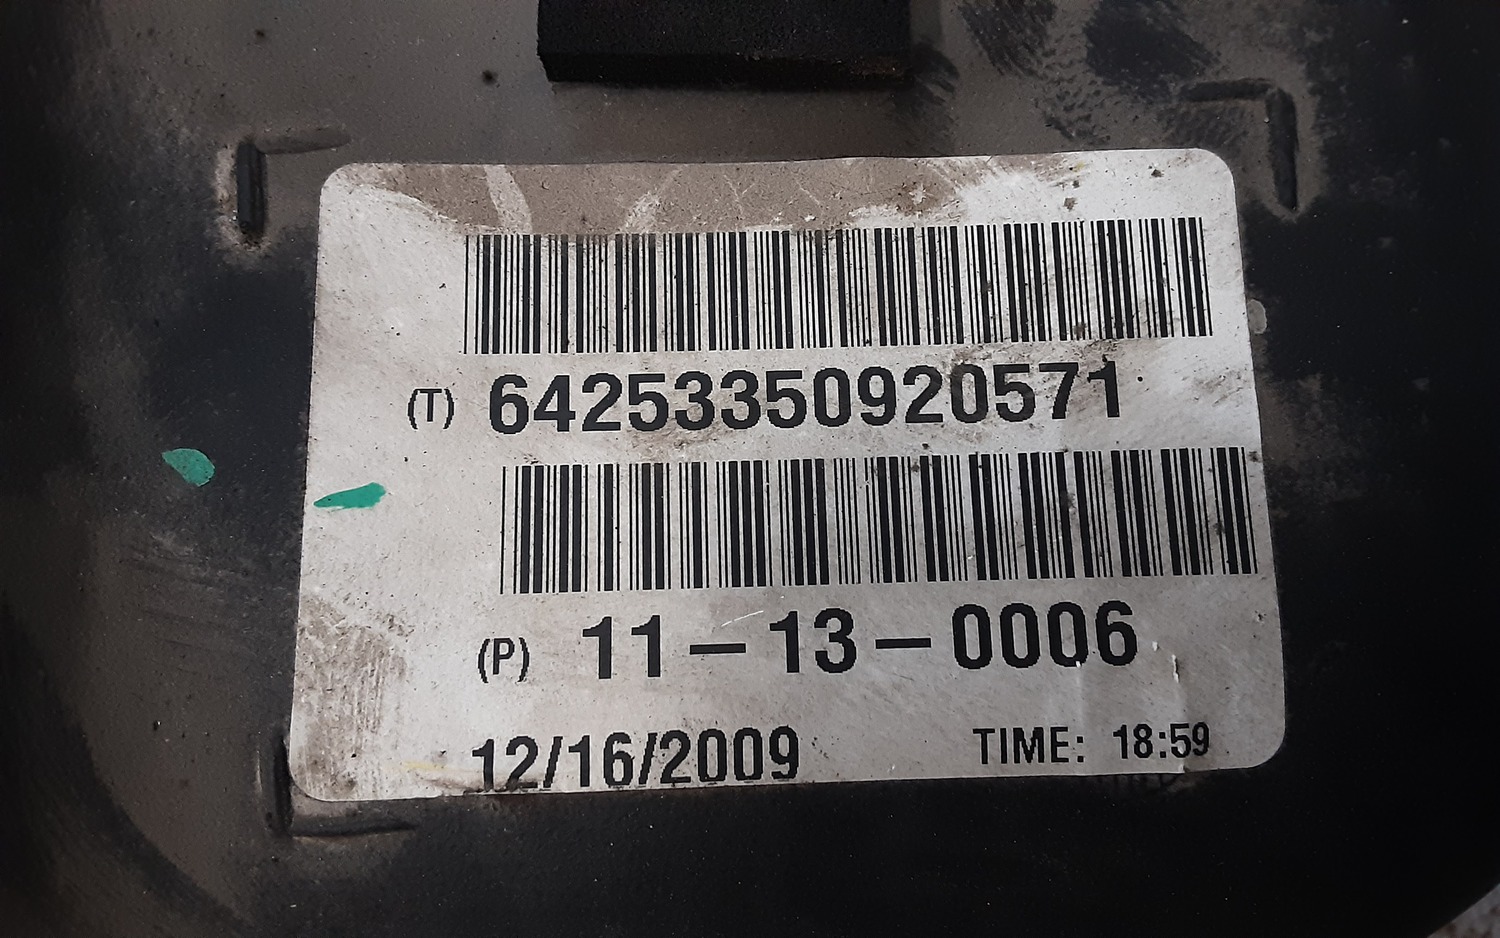 (T) 64253350920571
(P) 11-13-0006
12/16/2009 TIME: 18:59